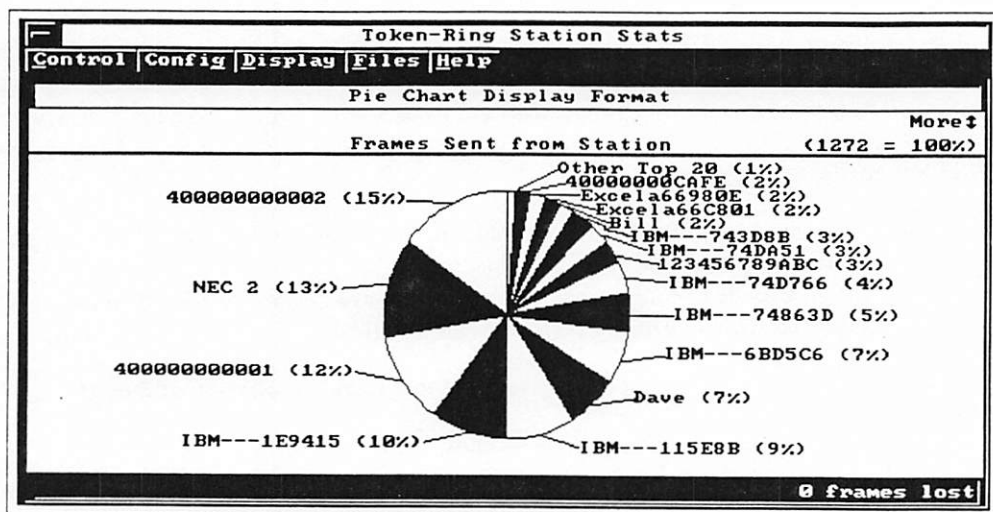 Token-Ring Station Stats
Control Config Display Files Help
Pie Chart Display Format
More↕
Frames Sent from Station (1272 = 100%)
Other Top 20 (1%)
40000000CAFE (2%)
Excela66980E (2%)
Excela66C801 (2%)
Bill (2%)
IBM---743D8B (3%)
IBM---74DA51 (3%)
123456789ABC (3%)
IBM---74D766 (4%)
IBM---74863D (5%)
IBM---6BD5C6 (7%)
Dave (7%)
IBM---115E8B (9%)
IBM---1E9415 (10%)
400000000001 (12%)
NEC 2 (13%)
400000000002 (15%)
0 frames lost